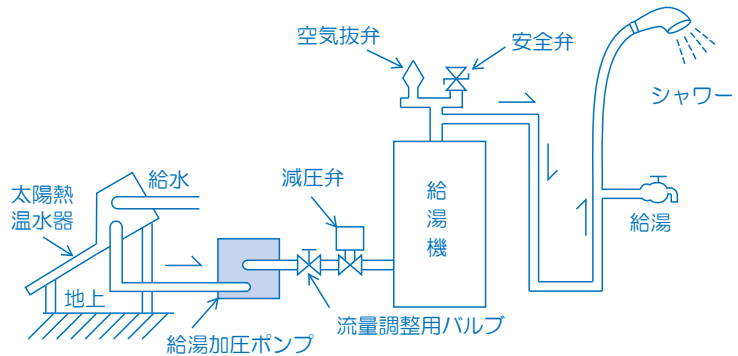 空気抜弁
安全弁
シャワー
減圧弁
給水
太陽熱
温水器
給
湯
機
給湯
地上
流量調整用バルブ
給湯加圧ポンプ